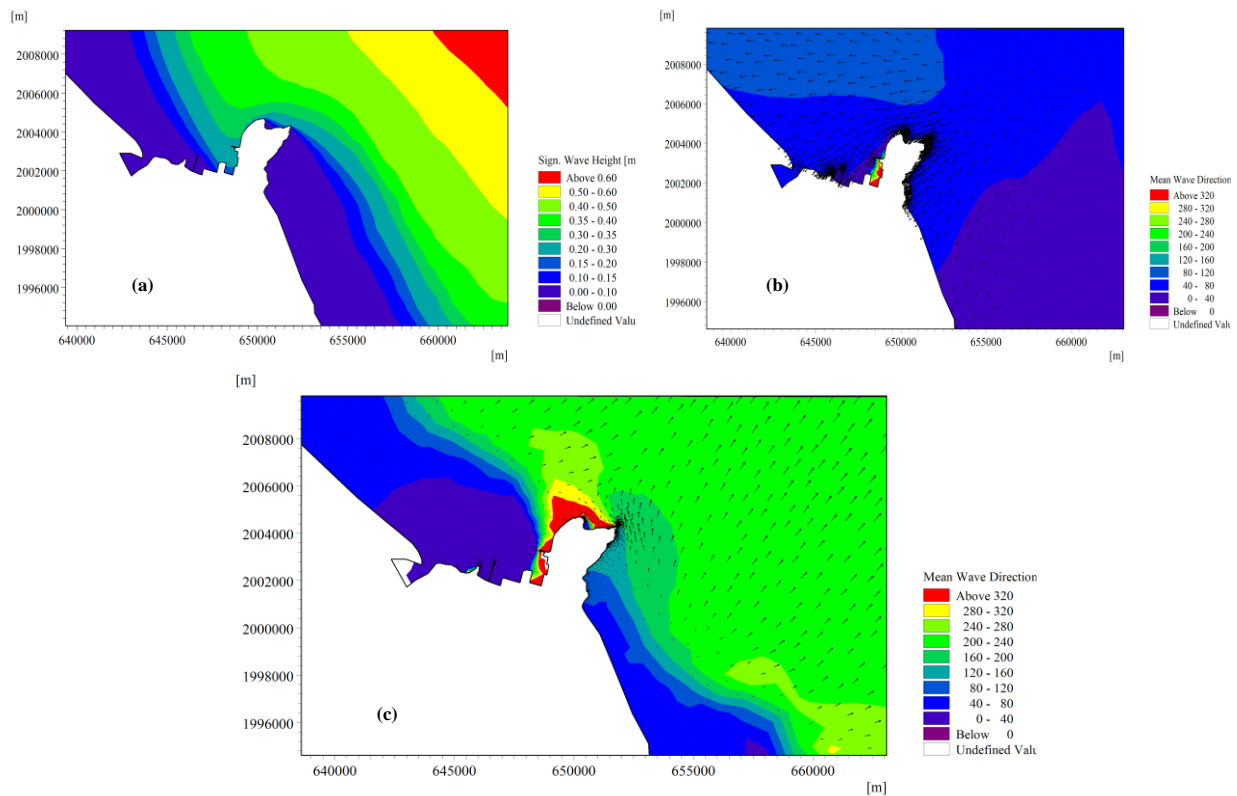 [m]
2008000
2006000
2004000
2002000
2000000
1998000
1996000
640000 645000 650000 655000 660000
[m]
(a)
Sign. Wave Height [m
Above 0.60
0.50 - 0.60
0.40 - 0.50
0.35 - 0.40
0.30 - 0.35
0.20 - 0.30
0.15 - 0.20
0.10 - 0.15
0.00 - 0.10
Below 0.00
Undefined Valu
[m]
2008000
2006000
2004000
2002000
2000000
1998000
1996000
640000 645000 650000 655000 660000
[m]
(b)
Mean Wave Direction
Above 320
280 - 320
240 - 280
200 - 240
160 - 200
120 - 160
80 - 120
40 - 80
0 - 40
Below 0
Undefined Valu
[m]
2008000
2006000
2004000
2002000
2000000
1998000
1996000
640000 645000 650000 655000 660000
[m]
(c)
Mean Wave Direction
Above 320
280 - 320
240 - 280
200 - 240
160 - 200
120 - 160
80 - 120
40 - 80
0 - 40
Below 0
Undefined Valu